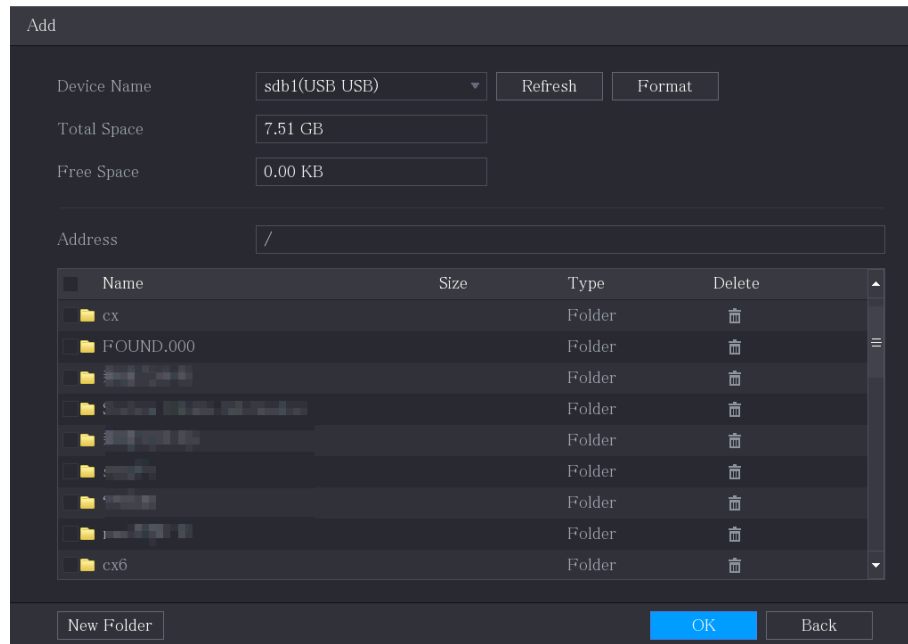 Add
Device Name sdb1(USB USB) Refresh Format
Total Space 7.51 GB
Free Space 0.00 KB
Address /
Name Size Type Delete
cx Folder
FOUND.000 Folder
Folder
Folder
Folder
Folder
Folder
Folder
cx6 Folder
New Folder OK Back